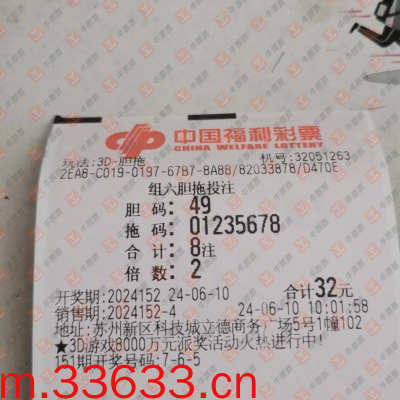 中国福利彩票
CHINA WELFARE LOTTERY
玩法:3D-胆拖 机号:32051263
2EA8-C019-0197-67B7-8A88/82033878/D470E
组六胆拖投注
胆 码: 49
拖 码: 01235678
合 计: 8注
倍 数: 2
开奖期:2024152 24-06-10 合计32元
销售期:2024152-4 24-06-10 10:01:58
地址:苏州新区科技城立德商务广场5号1幢102
★3D游戏8000万元派奖活动火热进行中!
151期开奖号码:7-6-5
m.33633.cn